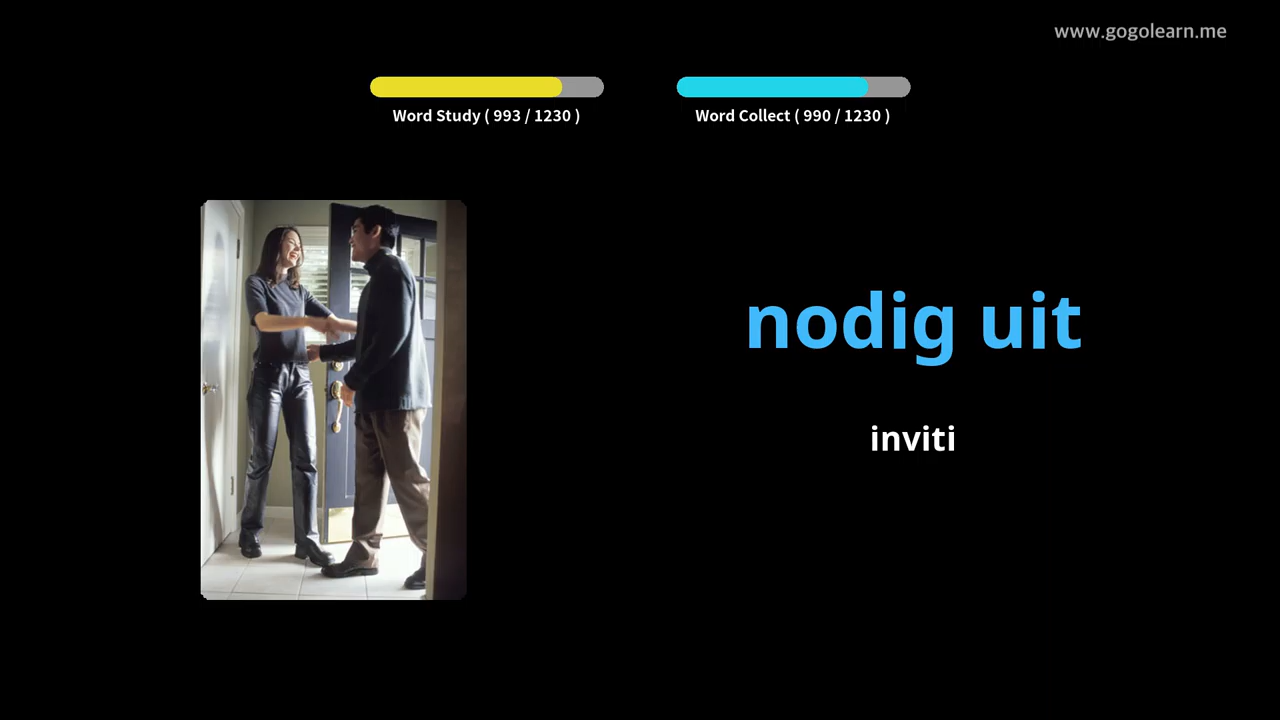 www.gogolearn.me
Word Study ( 993 / 1230 )
Word Collect ( 990 / 1230 )
nodig uit
inviti